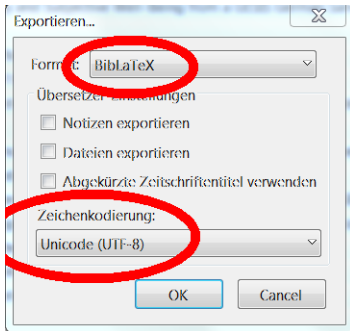 Exportieren...
Format: BibLaTeX
Übersetzer-Einstellungen
Notizen exportieren
Dateien exportieren
Abgekürzte Zeitschriftentitel verwenden
Zeichenkodierung:
Unicode (UTF-8)
OK Cancel